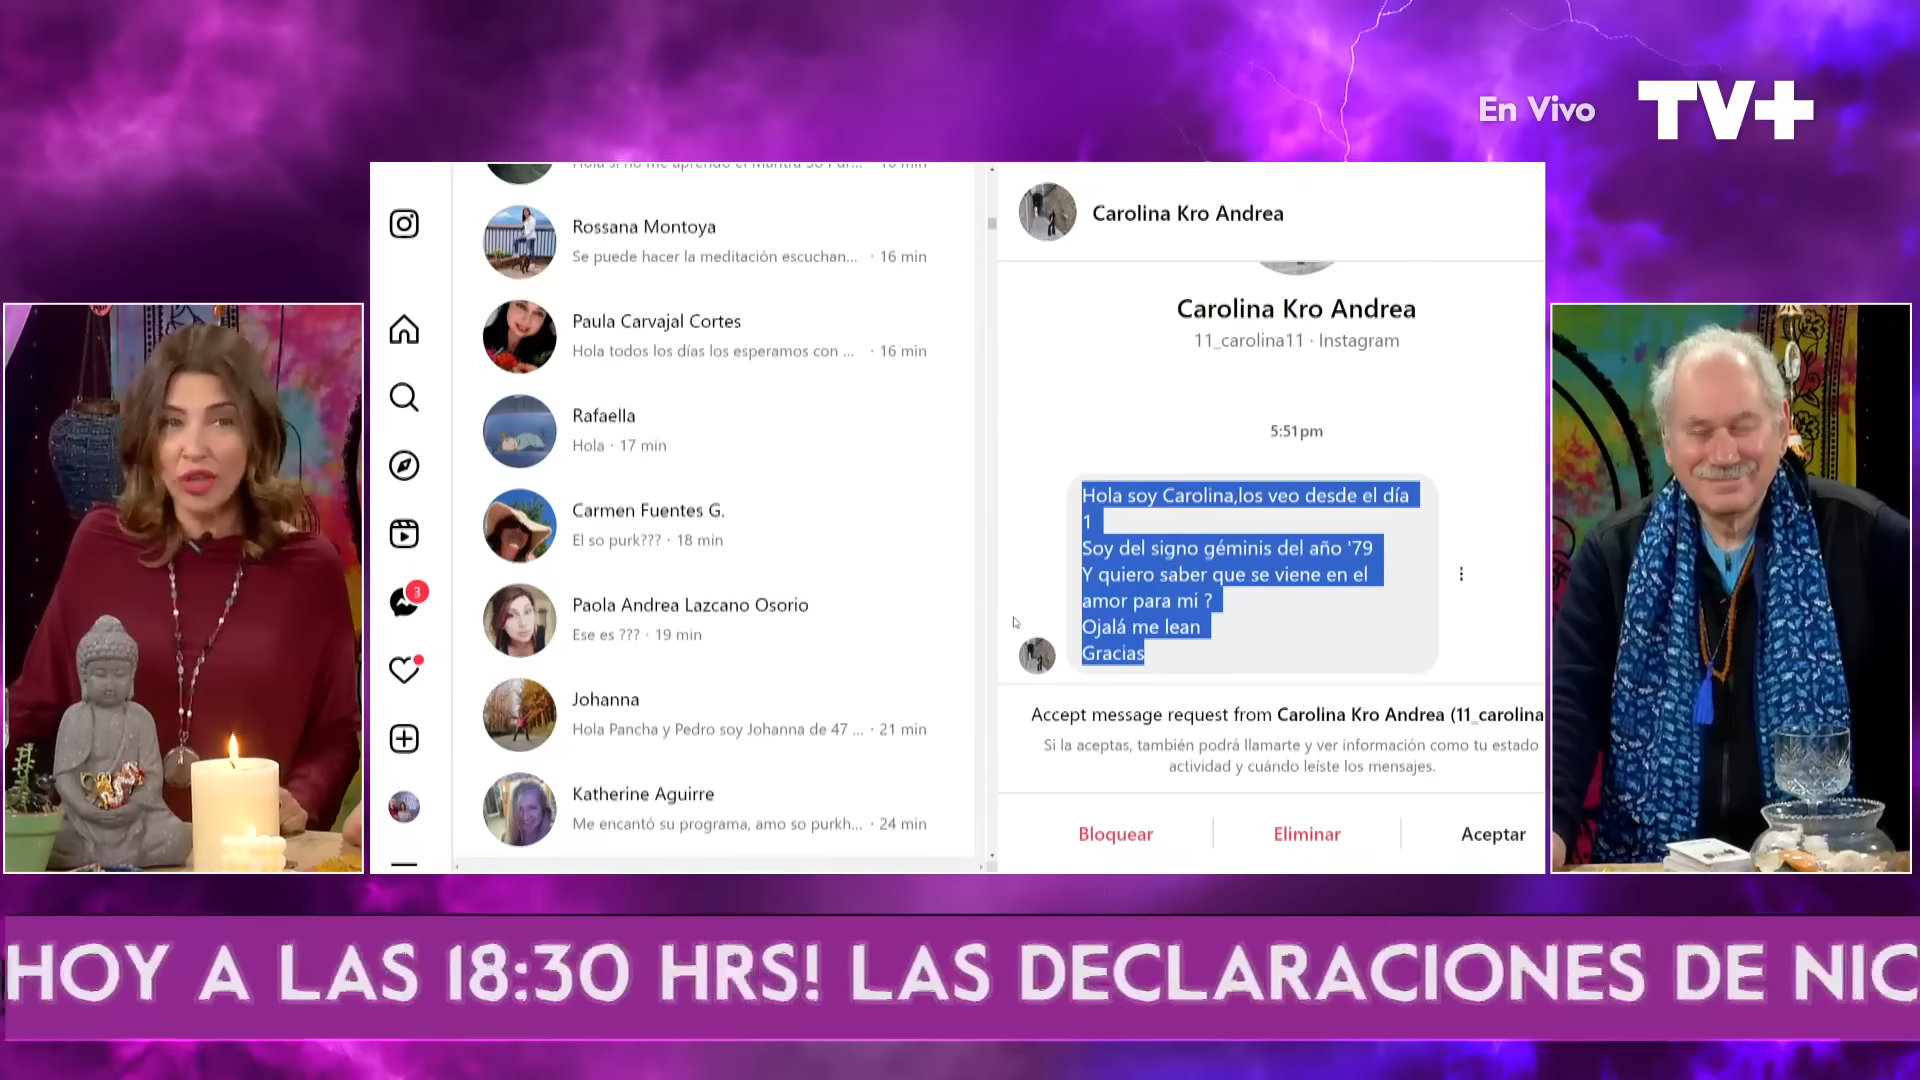 En Vivo TV+
Rossana Montoya
Se puede hacer la meditación escuchan... · 16 min
Paula Carvajal Cortes
Hola todos los días los esperamos con ... · 16 min
Rafaella
Hola · 17 min
Carmen Fuentes G.
El so purk??? · 18 min
Paola Andrea Lazcano Osorio
Ese es ??? · 19 min
Johanna
Hola Pancha y Pedro soy Johanna de 47 ... · 21 min
Katherine Aguirre
Me encantó su programa, amo so purkh... · 24 min
3
Carolina Kro Andrea
Carolina Kro Andrea
11_carolina11 · Instagram
5:51pm
Hola soy Carolina,los veo desde el día
1
Soy del signo géminis del año '79
Y quiero saber que se viene en el
amor para mi ?
Ojalá me lean
Gracias
Accept message request from Carolina Kro Andrea (11_carolina
Si la aceptas, también podrá llamarte y ver información como tu estado
actividad y cuándo leíste los mensajes.
Bloquear Eliminar Aceptar
HOY A LAS 18:30 HRS! LAS DECLARACIONES DE NIC